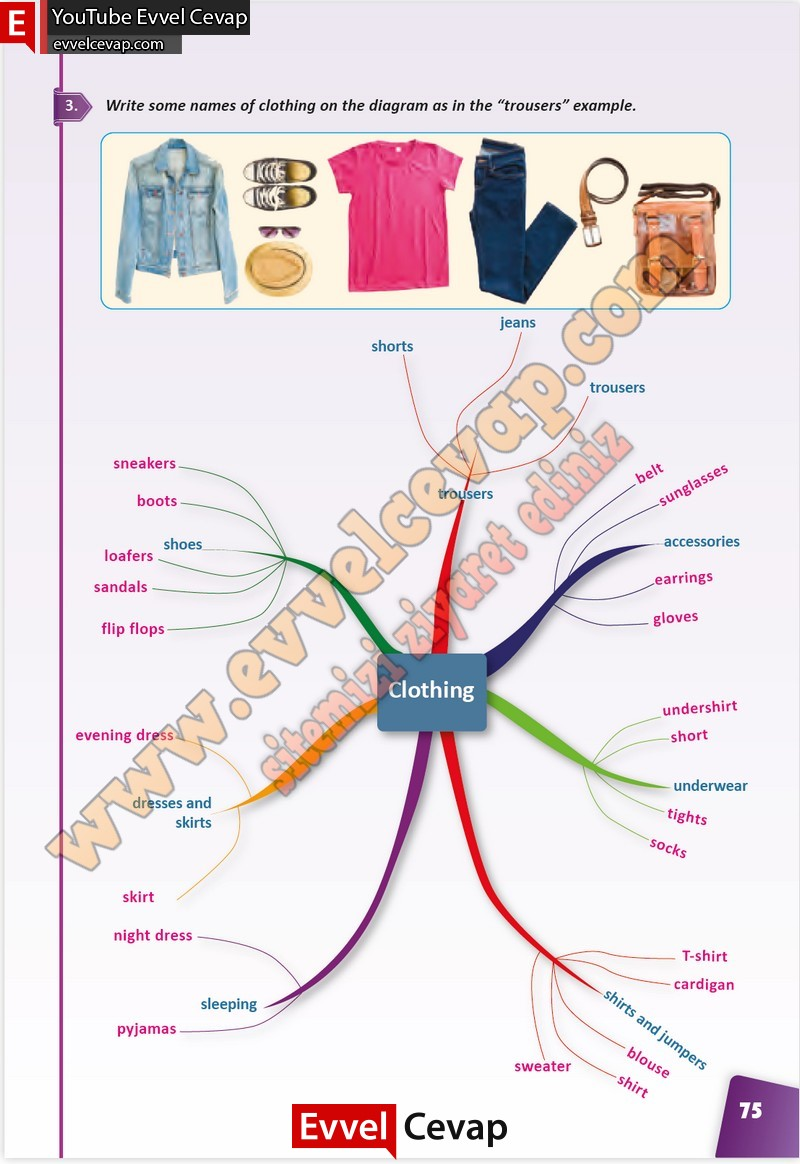 E
YouTube Evvel Cevap
evvelcevap.com
3.
Write some names of clothing on the diagram as in the “trousers” example.
jeans
shorts
trousers
trousers
sneakers
boots
shoes
loafers
sandals
flip flops
belt
sunglasses
accessories
earrings
gloves
Clothing
undershirt
short
underwear
tights
socks
evening dress
dresses and
skirts
skirt
night dress
sleeping
pyjamas
T-shirt
cardigan
shirts and jumpers
blouse
shirt
sweater
www.evvelcevap.com
sitemizi ziyaret ediniz
75
Evvel Cevap